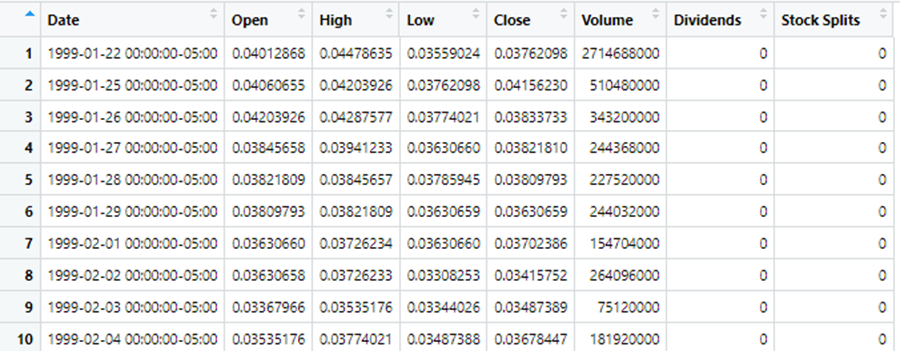 Date Open High Low Close Volume Dividends Stock Splits
1 1999-01-22 00:00:00-05:00 0.04012868 0.04478635 0.03559024 0.03762098 2714688000 0 0
2 1999-01-25 00:00:00-05:00 0.04060655 0.04203926 0.03762098 0.04156230 510480000 0 0
3 1999-01-26 00:00:00-05:00 0.04203926 0.04287577 0.03774021 0.03833733 343200000 0 0
4 1999-01-27 00:00:00-05:00 0.03845658 0.03941233 0.03630660 0.03821810 244368000 0 0
5 1999-01-28 00:00:00-05:00 0.03821809 0.03845657 0.03785945 0.03809793 227520000 0 0
6 1999-01-29 00:00:00-05:00 0.03809793 0.03821809 0.03630659 0.03630659 244032000 0 0
7 1999-02-01 00:00:00-05:00 0.03630660 0.03726234 0.03630660 0.03702386 154704000 0 0
8 1999-02-02 00:00:00-05:00 0.03630658 0.03726233 0.03308253 0.03415752 264096000 0 0
9 1999-02-03 00:00:00-05:00 0.03367966 0.03535176 0.03344026 0.03487389 75120000 0 0
10 1999-02-04 00:00:00-05:00 0.03535176 0.03774021 0.03487388 0.03678447 181920000 0 0